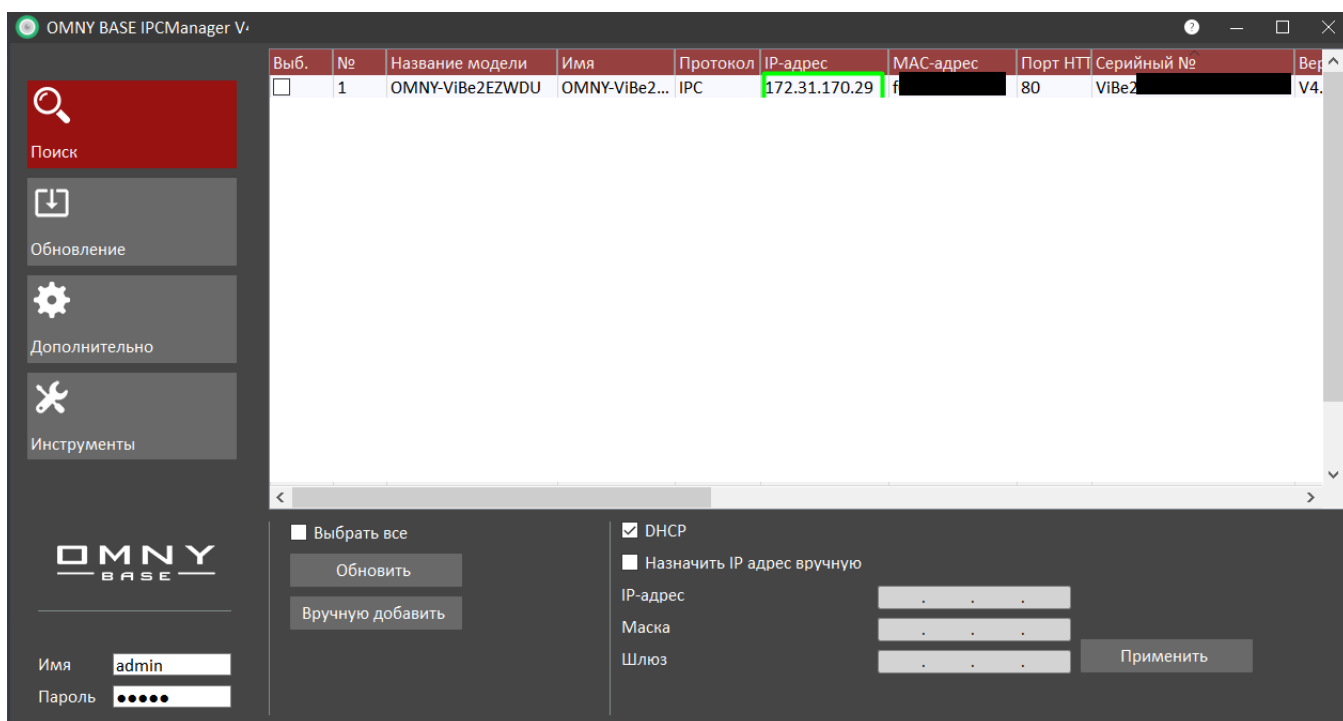 OMNY BASE IPCManager V4
Выб. № Название модели Имя Протокол IP-адрес MAC-адрес Порт HTT Серийный № Вер
1 OMNY-ViBe2EZWDU OMNY-ViBe2... IPC 172.31.170.29 f 80 ViBe2 V4.
Поиск
Обновление
Дополнительно
Инструменты
OMNY
BASE
Имя admin
Пароль ●●●●●
Выбрать все
Обновить
Вручную добавить
DHCP
Назначить IP адрес вручную
IP-адрес . . .
Маска . . .
Шлюз . . .
Применить